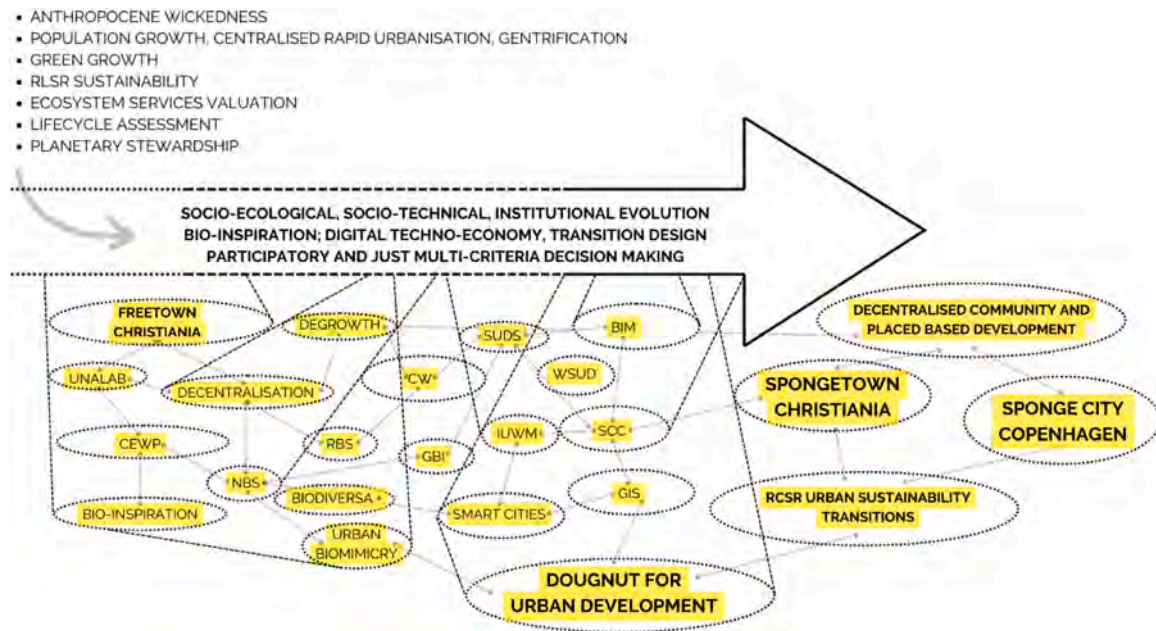 • ANTHROPOCENE WICKEDNESS
• POPULATION GROWTH, CENTRALISED RAPID URBANISATION, GENTRIFICATION
• GREEN GROWTH
• RLSR SUSTAINABILITY
• ECOSYSTEM SERVICES VALUATION
• LIFECYCLE ASSESSMENT
• PLANETARY STEWARDSHIP
SOCIO-ECOLOGICAL, SOCIO-TECHNICAL, INSTITUTIONAL EVOLUTION
BIO-INSPIRATION; DIGITAL TECHNO-ECONOMY, TRANSITION DESIGN
PARTICIPATORY AND JUST MULTI-CRITERIA DECISION MAKING
FREETOWN
CHRISTIANIA
DEGROWTH
SUDS
BIM
DECENTRALISED COMMUNITY AND
PLACED BASED DEVELOPMENT
UNALAB
DECENTRALISATION
CW
WSUD
SPONGETOWN
CHRISTIANIA
SPONGE CITY
COPENHAGEN
CEWP
RBS
GBI
IUWM
SCC
NBS
BIODIVERSA
SMART CITIES
GIS
RCSR URBAN SUSTAINABILITY
TRANSITIONS
BIO-INSPIRATION
URBAN
BIOMIMICRY
DOUGNUT FOR
URBAN DEVELOPMENT